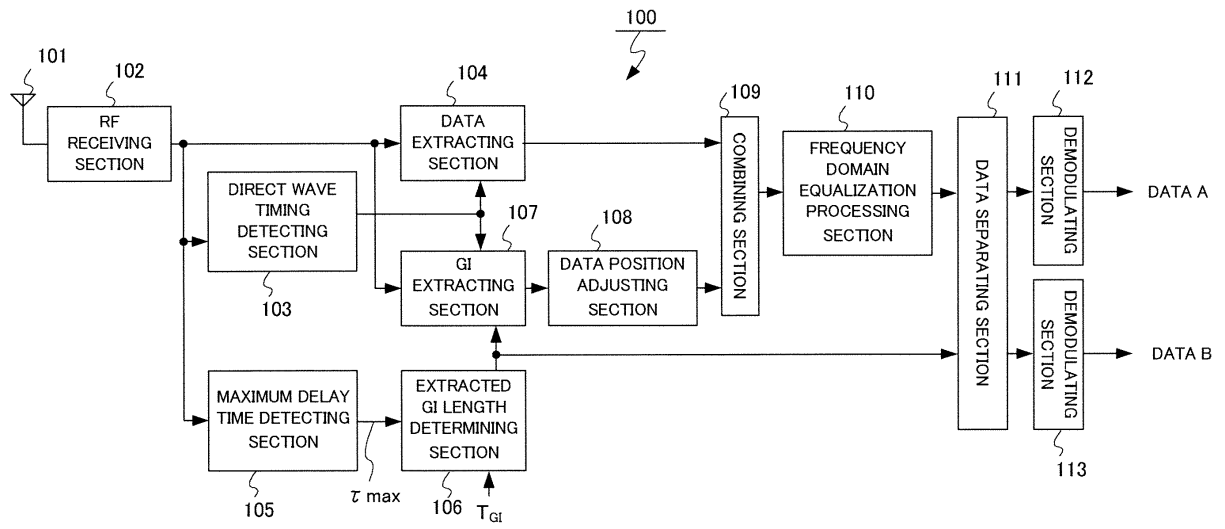 100
101
102
RF
RECEIVING
SECTION
104
DATA
EXTRACTING
SECTION
109
COMBINING SECTION
110
FREQUENCY
DOMAIN
EQUALIZATION
PROCESSING
SECTION
111
DATA SEPARATING SECTION
112
DEMODULATING
SECTION
DATA A
DIRECT WAVE
TIMING
DETECTING
SECTION
103
107
GI
EXTRACTING
SECTION
108
DATA POSITION
ADJUSTING
SECTION
DEMODULATING
SECTION
113
DATA B
MAXIMUM DELAY
TIME DETECTING
SECTION
105
τ max
EXTRACTED
GI LENGTH
DETERMINING
SECTION
106
TGI